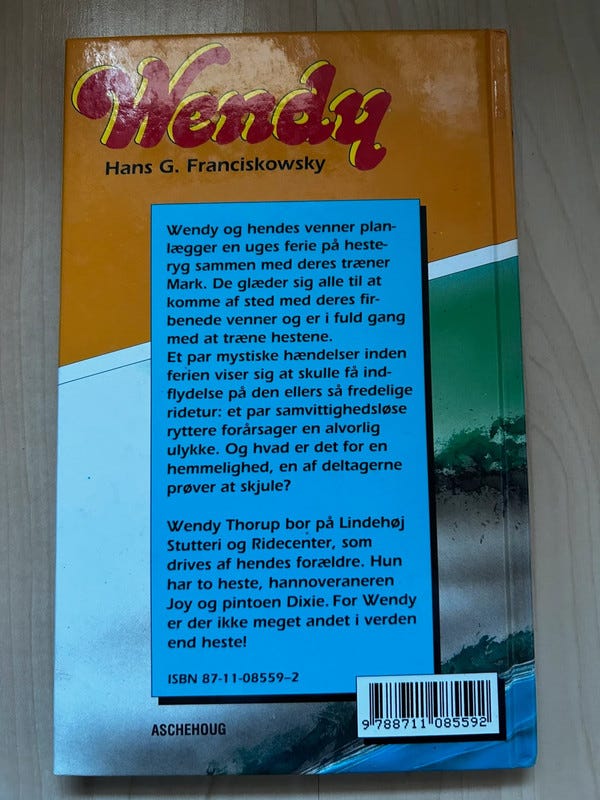 Wendy
Hans G. Franciskowsky
Wendy og hendes venner plan-
lægger en uges ferie på heste-
ryg sammen med deres træner
Mark. De glæder sig alle til at
komme af sted med deres fir-
benede venner og er i fuld gang
med at træne hestene.
Et par mystiske hændelser inden
ferien viser sig at skulle få ind-
flydelse på den ellers så fredelige
ridetur: et par samvittighedsløse
ryttere forårsager en alvorlig
ulykke. Og hvad er det for en
hemmelighed, en af deltagerne
prøver at skjule?
Wendy Thorup bor på Lindehøj
Stutteri og Ridecenter, som
drives af hendes forældre. Hun
har to heste, hannoveraneren
Joy og pintoen Dixie. For Wendy
er der ikke meget andet i verden
end heste!
ISBN 87-11-08559-2
ASCHEHOUG
9 788711 085592